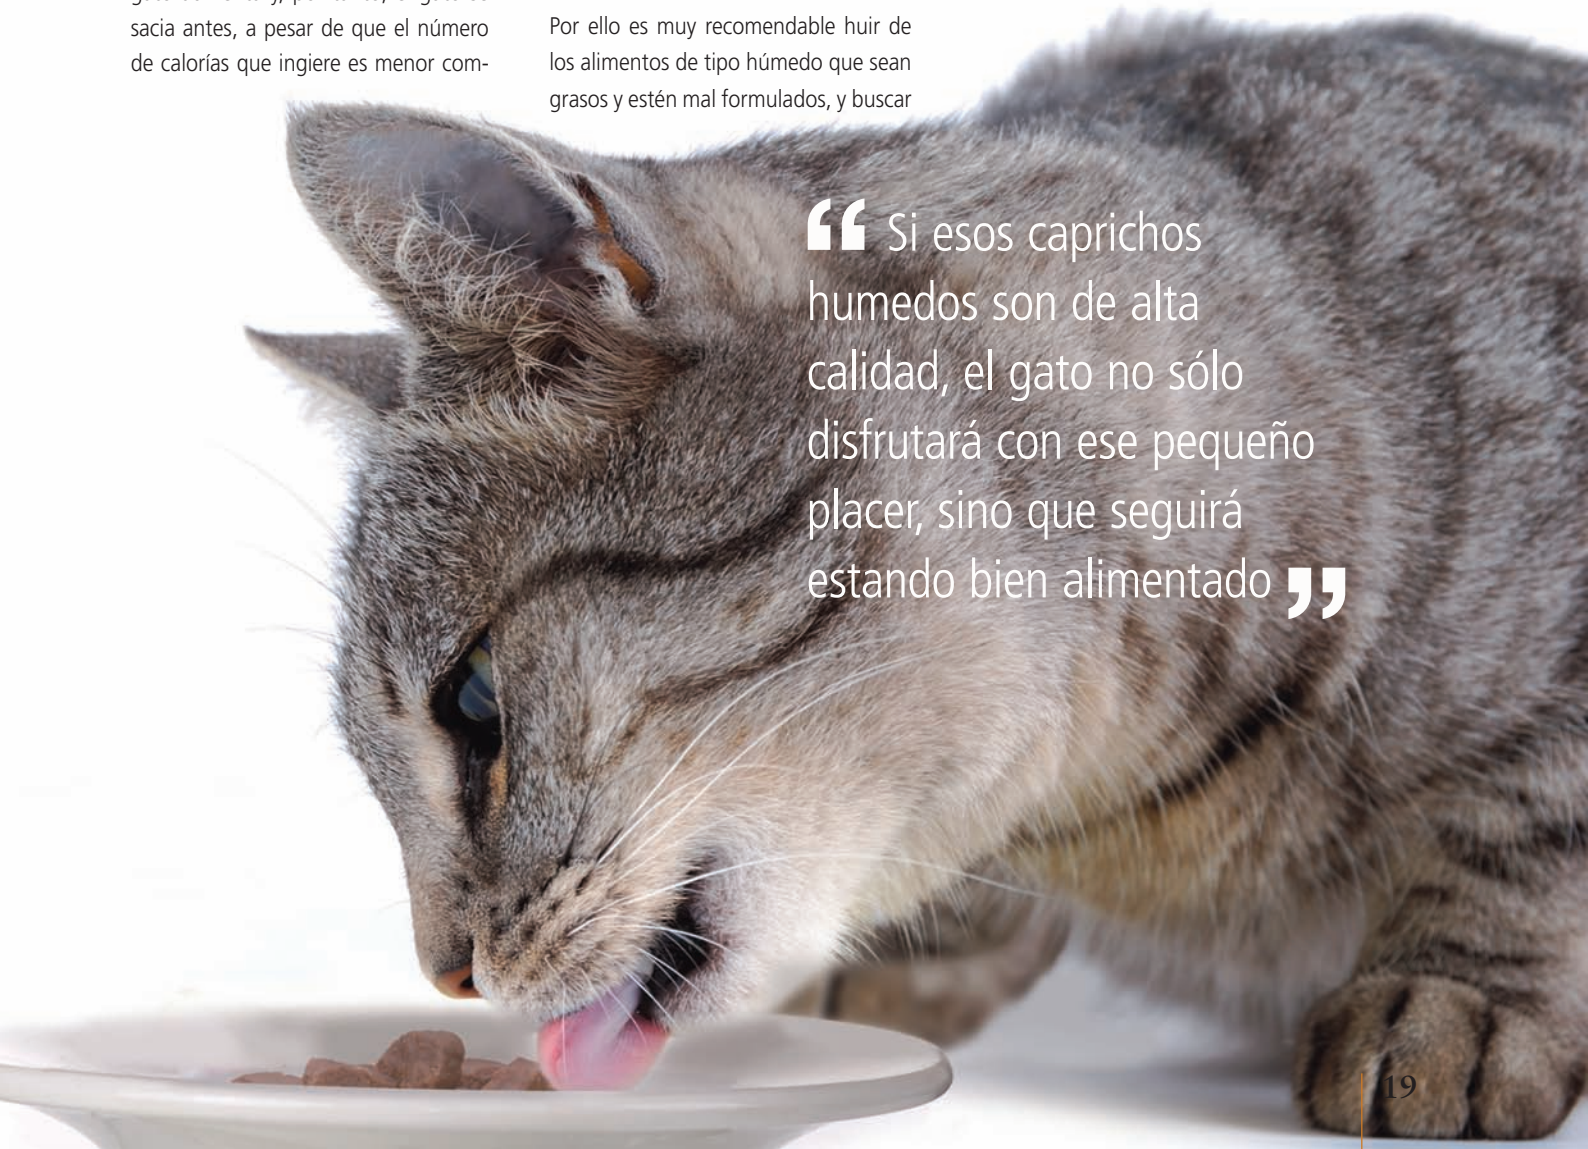 sacia antes, a pesar de que el número
de calorías que ingiere es menor com-
Por ello es muy recomendable huir de
los alimentos de tipo húmedo que sean
grasos y estén mal formulados, y buscar
“ Si esos caprichos
humedos son de alta
calidad, el gato no sólo
disfrutará con ese pequeño
placer, sino que seguirá
estando bien alimentado ”
19